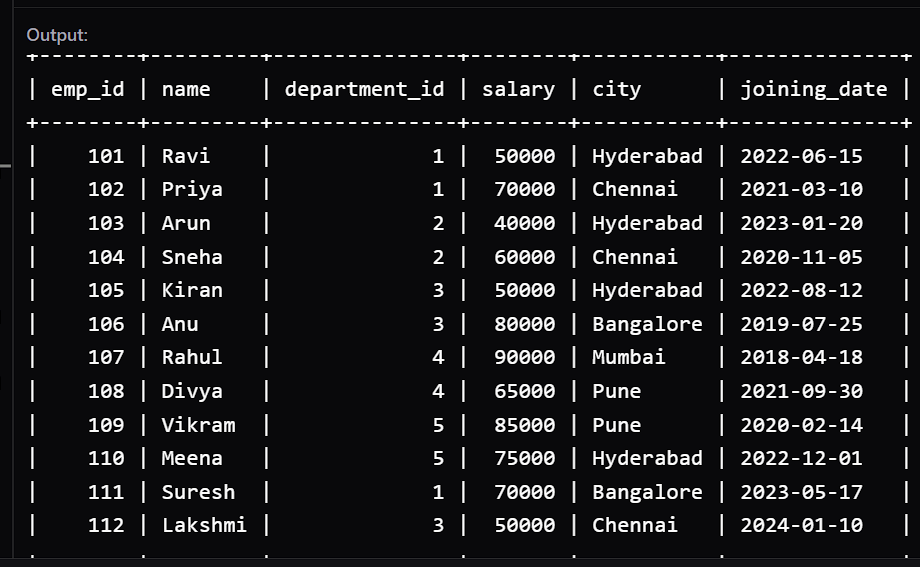 Output:
+--------+---------+---------------+--------+-----------+--------------+
| emp_id | name    | department_id | salary | city      | joining_date |
+--------+---------+---------------+--------+-----------+--------------+
|    101 | Ravi    |             1 |  50000 | Hyderabad | 2022-06-15   |
|    102 | Priya   |             1 |  70000 | Chennai   | 2021-03-10   |
|    103 | Arun    |             2 |  40000 | Hyderabad | 2023-01-20   |
|    104 | Sneha   |             2 |  60000 | Chennai   | 2020-11-05   |
|    105 | Kiran   |             3 |  50000 | Hyderabad | 2022-08-12   |
|    106 | Anu     |             3 |  80000 | Bangalore | 2019-07-25   |
|    107 | Rahul   |             4 |  90000 | Mumbai    | 2018-04-18   |
|    108 | Divya   |             4 |  65000 | Pune      | 2021-09-30   |
|    109 | Vikram  |             5 |  85000 | Pune      | 2020-02-14   |
|    110 | Meena   |             5 |  75000 | Hyderabad | 2022-12-01   |
|    111 | Suresh  |             1 |  70000 | Bangalore | 2023-05-17   |
|    112 | Lakshmi |             3 |  50000 | Chennai   | 2024-01-10   |